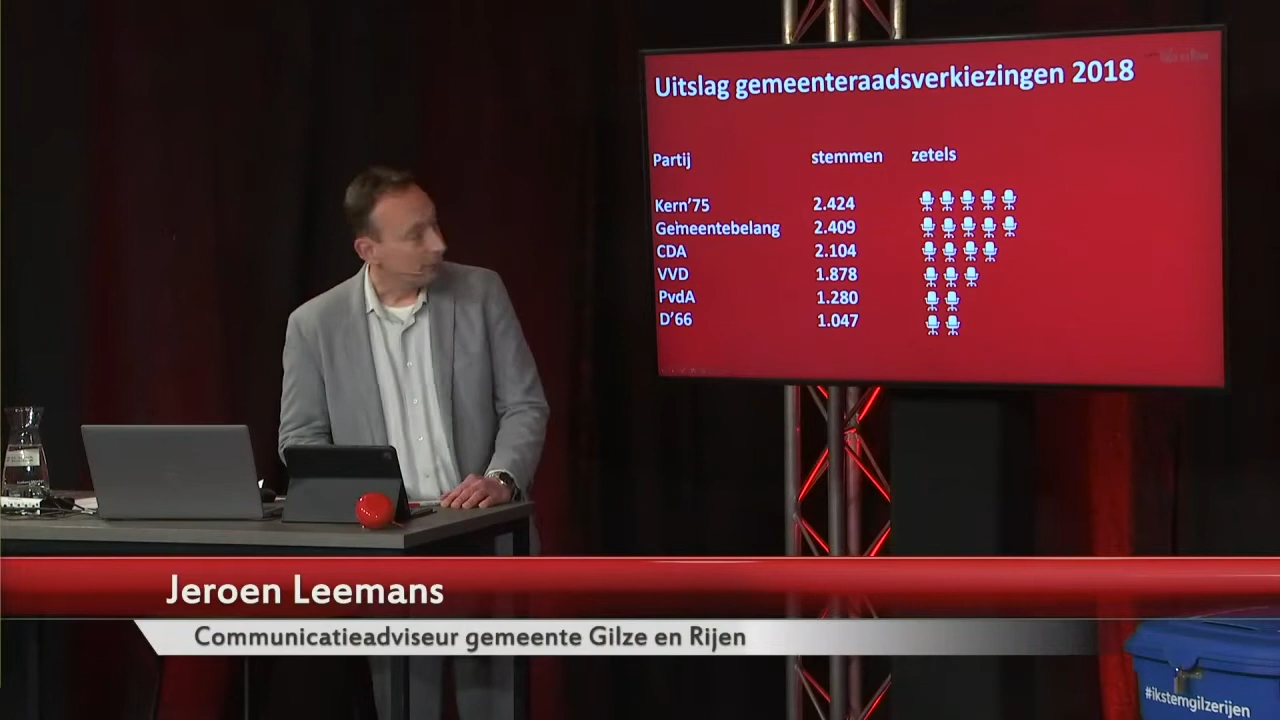 Uitslag gemeenteraadsverkiezingen 2018
Partij stemmen zetels
Kern'75 2.424
Gemeentebelang 2.409
CDA 2.104
VVD 1.878
PvdA 1.280
D'66 1.047
Jeroen Leemans
Communicatieadviseur gemeente Gilze en Rijen
#ikstemgilzerijen